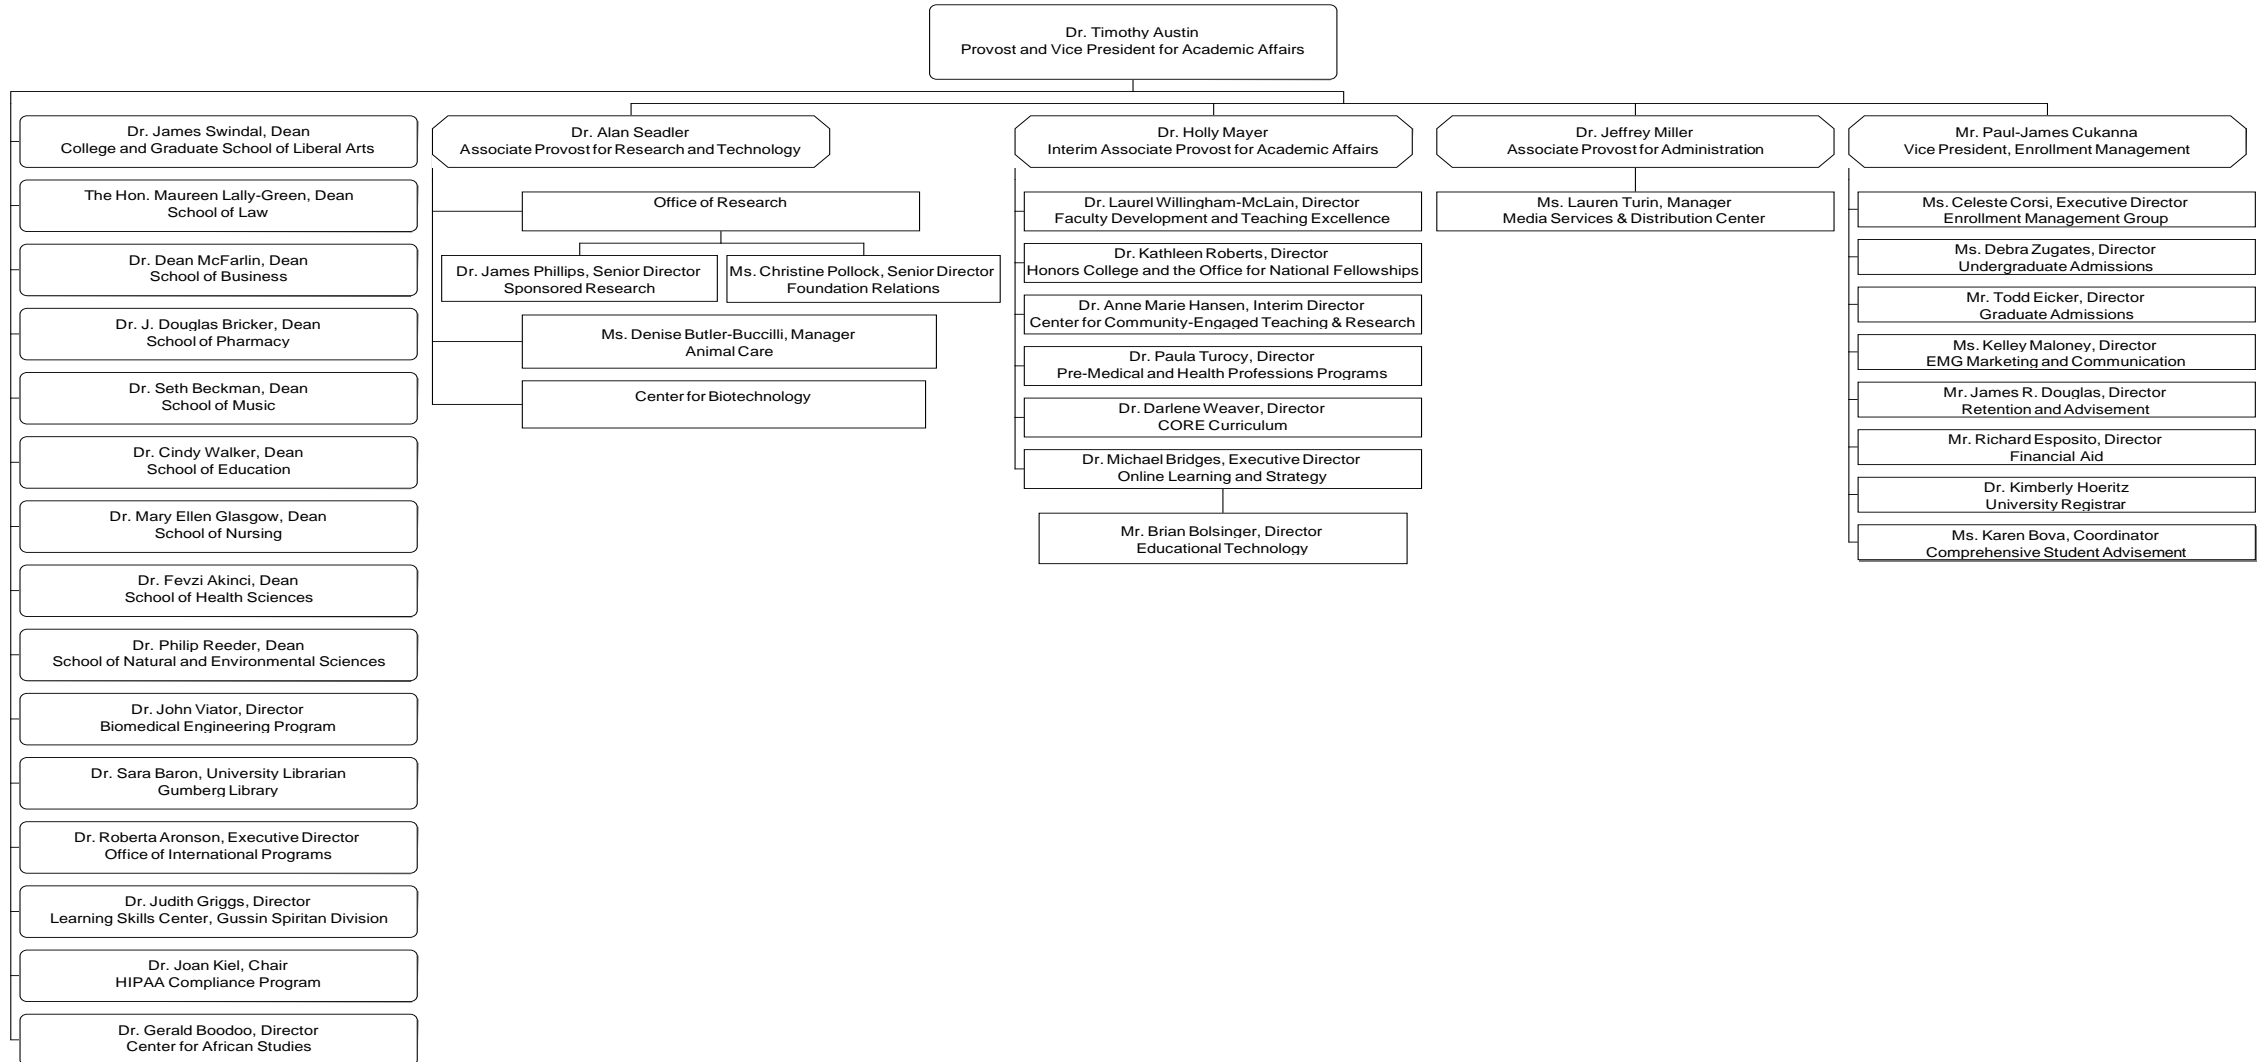 Dr. Timothy Austin
Provost and Vice President for Academic Affairs
Dr. James Swindal, Dean
College and Graduate School of Liberal Arts
The Hon. Maureen Lally-Green, Dean
School of Law
Dr. Dean McFarlin, Dean
School of Business
Dr. J. Douglas Bricker, Dean
School of Pharmacy
Dr. Seth Beckman, Dean
School of Music
Dr. Cindy Walker, Dean
School of Education
Dr. Mary Ellen Glasgow, Dean
School of Nursing
Dr. Fevzi Akinci, Dean
School of Health Sciences
Dr. Philip Reeder, Dean
School of Natural and Environmental Sciences
Dr. John Viator, Director
Biomedical Engineering Program
Dr. Sara Baron, University Librarian
Gumberg Library
Dr. Roberta Aronson, Executive Director
Office of International Programs
Dr. Judith Griggs, Director
Learning Skills Center, Gussin Spiritan Division
Dr. Joan Kiel, Chair
HIPAA Compliance Program
Dr. Gerald Boodoo, Director
Center for African Studies
Dr. Alan Seadler
Associate Provost for Research and Technology
Office of Research
Dr. James Phillips, Senior Director
Sponsored Research
Ms. Christine Pollock, Senior Director
Foundation Relations
Ms. Denise Butler-Buccilli, Manager
Animal Care
Center for Biotechnology
Dr. Holly Mayer
Interim Associate Provost for Academic Affairs
Dr. Laurel Willingham-McLain, Director
Faculty Development and Teaching Excellence
Dr. Kathleen Roberts, Director
Honors College and the Office for National Fellowships
Dr. Anne Marie Hansen, Interim Director
Center for Community-Engaged Teaching & Research
Dr. Paula Turocy, Director
Pre-Medical and Health Professions Programs
Dr. Darlene Weaver, Director
CORE Curriculum
Dr. Michael Bridges, Executive Director
Online Learning and Strategy
Mr. Brian Bolsinger, Director
Educational Technology
Dr. Jeffrey Miller
Associate Provost for Administration
Ms. Lauren Turin, Manager
Media Services & Distribution Center
Mr. Paul-James Cukanna
Vice President, Enrollment Management
Ms. Celeste Corsi, Executive Director
Enrollment Management Group
Ms. Debra Zugates, Director
Undergraduate Admissions
Mr. Todd Eicker, Director
Graduate Admissions
Ms. Kelley Maloney, Director
EMG Marketing and Communication
Mr. James R. Douglas, Director
Retention and Advisement
Mr. Richard Esposito, Director
Financial Aid
Dr. Kimberly Hoeritz
University Registrar
Ms. Karen Bova, Coordinator
Comprehensive Student Advisement